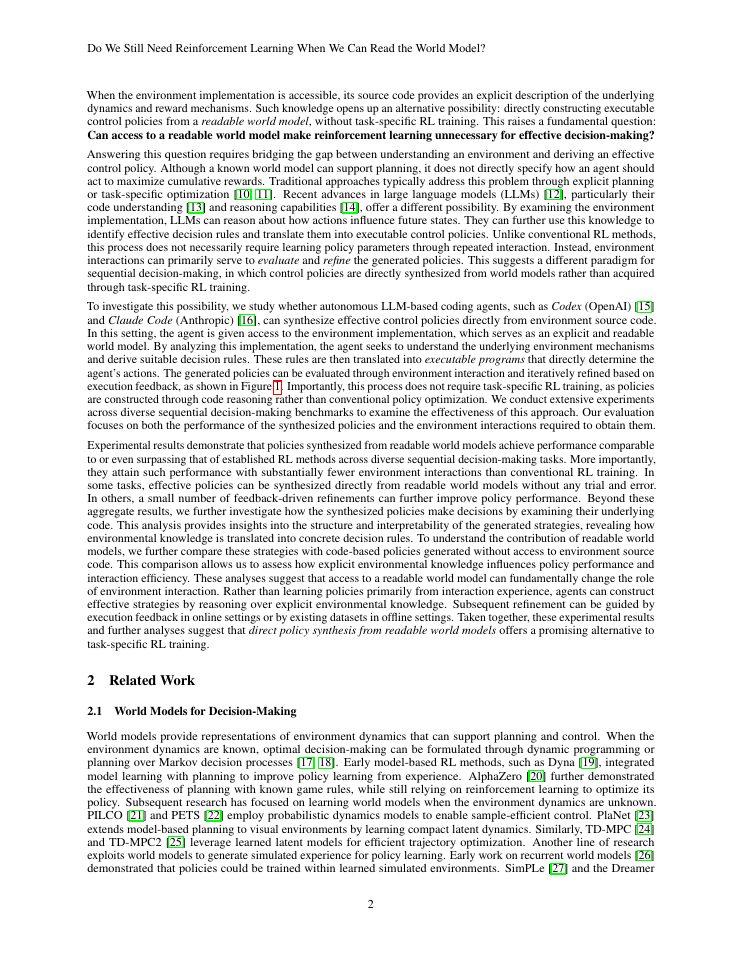 Do We Still Need Reinforcement Learning When We Can Read the World Model?
When the environment implementation is accessible, its source code provides an explicit description of the underlying
dynamics and reward mechanisms. Such knowledge opens up an alternative possibility: directly constructing executable
control policies from a readable world model, without task-specific RL training. This raises a fundamental question:
Can access to a readable world model make reinforcement learning unnecessary for effective decision-making?
Answering this question requires bridging the gap between understanding an environment and deriving an effective
control policy. Although a known world model can support planning, it does not directly specify how an agent should
act to maximize cumulative rewards. Traditional approaches typically address this problem through explicit planning
or task-specific optimization [10, 11]. Recent advances in large language models (LLMs) [12], particularly their
code understanding [13] and reasoning capabilities [14], offer a different possibility. By examining the environment
implementation, LLMs can reason about how actions influence future states. They can further use this knowledge to
identify effective decision rules and translate them into executable control policies. Unlike conventional RL methods,
this process does not necessarily require learning policy parameters through repeated interaction. Instead, environment
interactions can primarily serve to evaluate and refine the generated policies. This suggests a different paradigm for
sequential decision-making, in which control policies are directly synthesized from world models rather than acquired
through task-specific RL training.
To investigate this possibility, we study whether autonomous LLM-based coding agents, such as Codex (OpenAI) [15]
and Claude Code (Anthropic) [16], can synthesize effective control policies directly from environment source code.
In this setting, the agent is given access to the environment implementation, which serves as an explicit and readable
world model. By analyzing this implementation, the agent seeks to understand the underlying environment mechanisms
and derive suitable decision rules. These rules are then translated into executable programs that directly determine the
agent's actions. The generated policies can be evaluated through environment interaction and iteratively refined based on
execution feedback, as shown in Figure 1. Importantly, this process does not require task-specific RL training, as policies
are constructed through code reasoning rather than conventional policy optimization. We conduct extensive experiments
across diverse sequential decision-making benchmarks to examine the effectiveness of this approach. Our evaluation
focuses on both the performance of the synthesized policies and the environment interactions required to obtain them.
Experimental results demonstrate that policies synthesized from readable world models achieve performance comparable
to or even surpassing that of established RL methods across diverse sequential decision-making tasks. More importantly,
they attain such performance with substantially fewer environment interactions than conventional RL training. In
some tasks, effective policies can be synthesized directly from readable world models without any trial and error.
In others, a small number of feedback-driven refinements can further improve policy performance. Beyond these
aggregate results, we further investigate how the synthesized policies make decisions by examining their underlying
code. This analysis provides insights into the structure and interpretability of the generated strategies, revealing how
environmental knowledge is translated into concrete decision rules. To understand the contribution of readable world
models, we further compare these strategies with code-based policies generated without access to environment source
code. This comparison allows us to assess how explicit environmental knowledge influences policy performance and
interaction efficiency. These analyses suggest that access to a readable world model can fundamentally change the role
of environment interaction. Rather than learning policies primarily from interaction experience, agents can construct
effective strategies by reasoning over explicit environmental knowledge. Subsequent refinement can be guided by
execution feedback in online settings or by existing datasets in offline settings. Taken together, these experimental results
and further analyses suggest that direct policy synthesis from readable world models offers a promising alternative to
task-specific RL training.
2 Related Work
2.1 World Models for Decision-Making
World models provide representations of environment dynamics that can support planning and control. When the
environment dynamics are known, optimal decision-making can be formulated through dynamic programming or
planning over Markov decision processes [17, 18]. Early model-based RL methods, such as Dyna [19], integrated
model learning with planning to improve policy learning from experience. AlphaZero [20] further demonstrated
the effectiveness of planning with known game rules, while still relying on reinforcement learning to optimize its
policy. Subsequent research has focused on learning world models when the environment dynamics are unknown.
PILCO [21] and PETS [22] employ probabilistic dynamics models to enable sample-efficient control. PlaNet [23]
extends model-based planning to visual environments by learning compact latent dynamics. Similarly, TD-MPC [24]
and TD-MPC2 [25] leverage learned latent models for efficient trajectory optimization. Another line of research
exploits world models to generate simulated experience for policy learning. Early work on recurrent world models [26]
demonstrated that policies could be trained within learned simulated environments. SimPLe [27] and the Dreamer
2